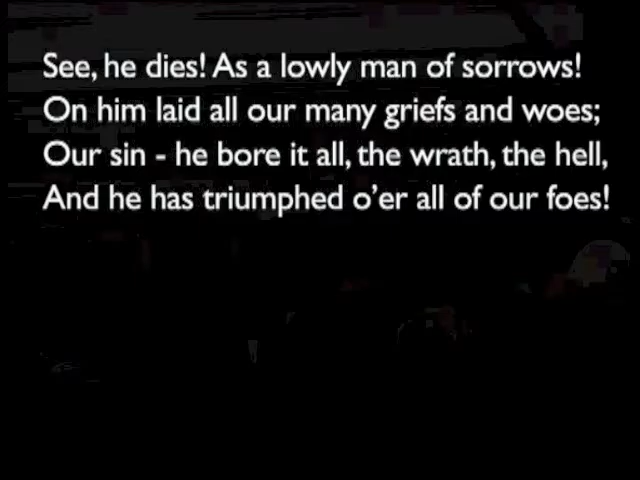 See, he dies! As a lowly man of sorrows!
On him laid all our many griefs and woes;
Our sin - he bore it all, the wrath, the hell,
And he has triumphed o'er all of our foes!